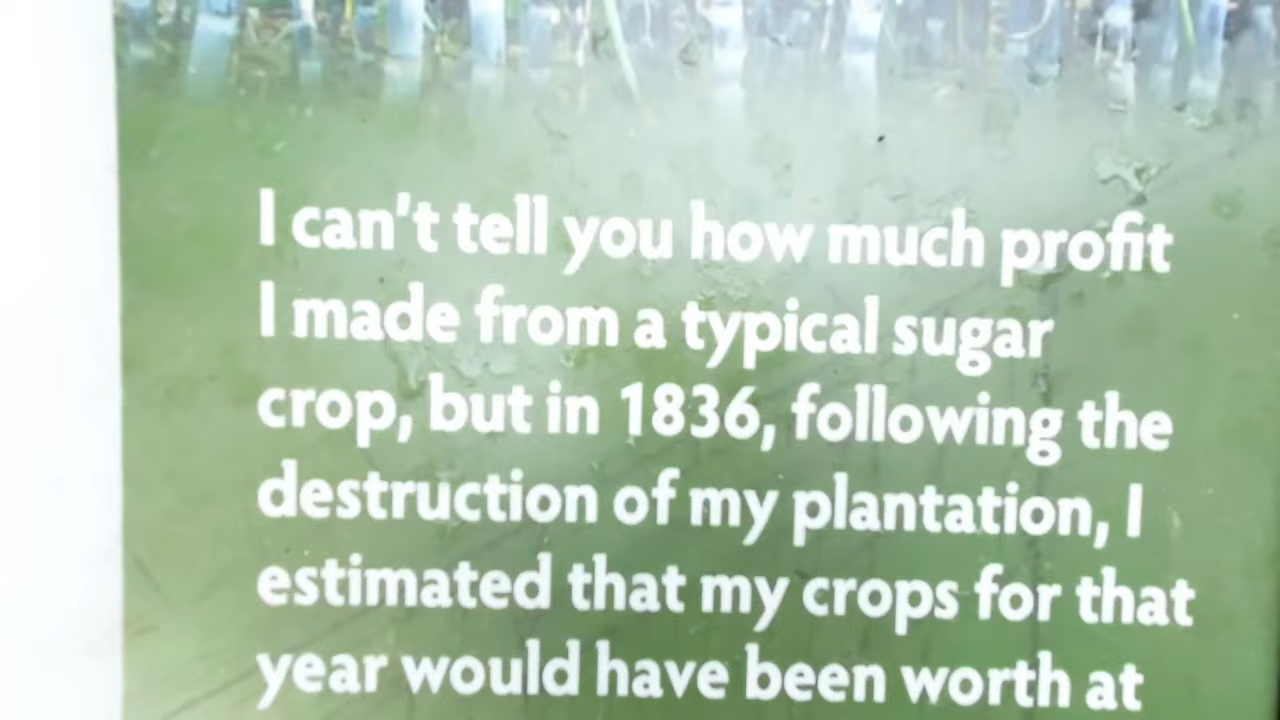 I can't tell you how much profit
I made from a typical sugar
crop, but in 1836, following the
destruction of my plantation, I
estimated that my crops for that
year would have been worth at